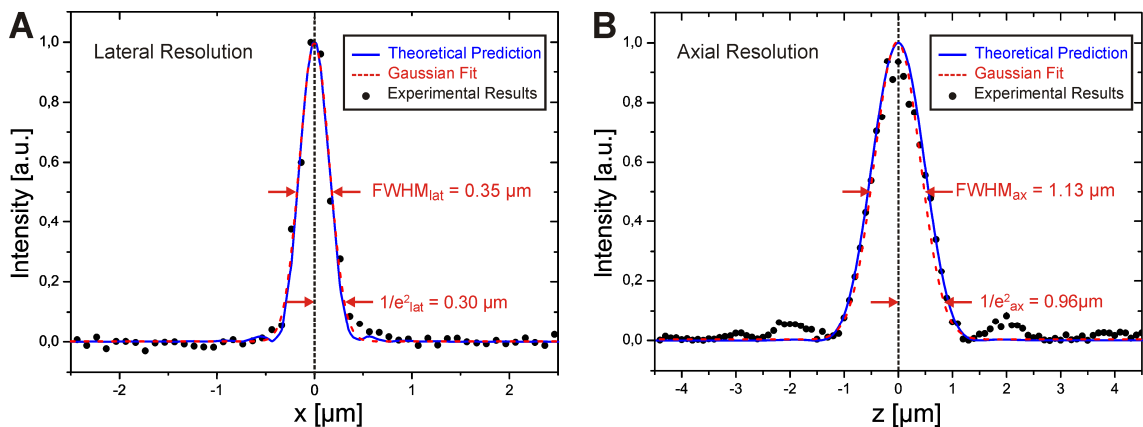 A
Lateral Resolution
Theoretical Prediction
Gaussian Fit
Experimental Results
Intensity [a.u.]
1,0
0,8
0,6
0,4
0,2
0,0
FWHMlat = 0.35 µm
1/e²lat = 0.30 µm
-2
-1
0
1
2
x [µm]
B
Axial Resolution
Theoretical Prediction
Gaussian Fit
Experimental Results
Intensity [a.u.]
1,0
0,8
0,6
0,4
0,2
0,0
FWHMax = 1.13 µm
1/e²ax = 0.96µm
-4
-3
-2
-1
0
1
2
3
4
z [µm]